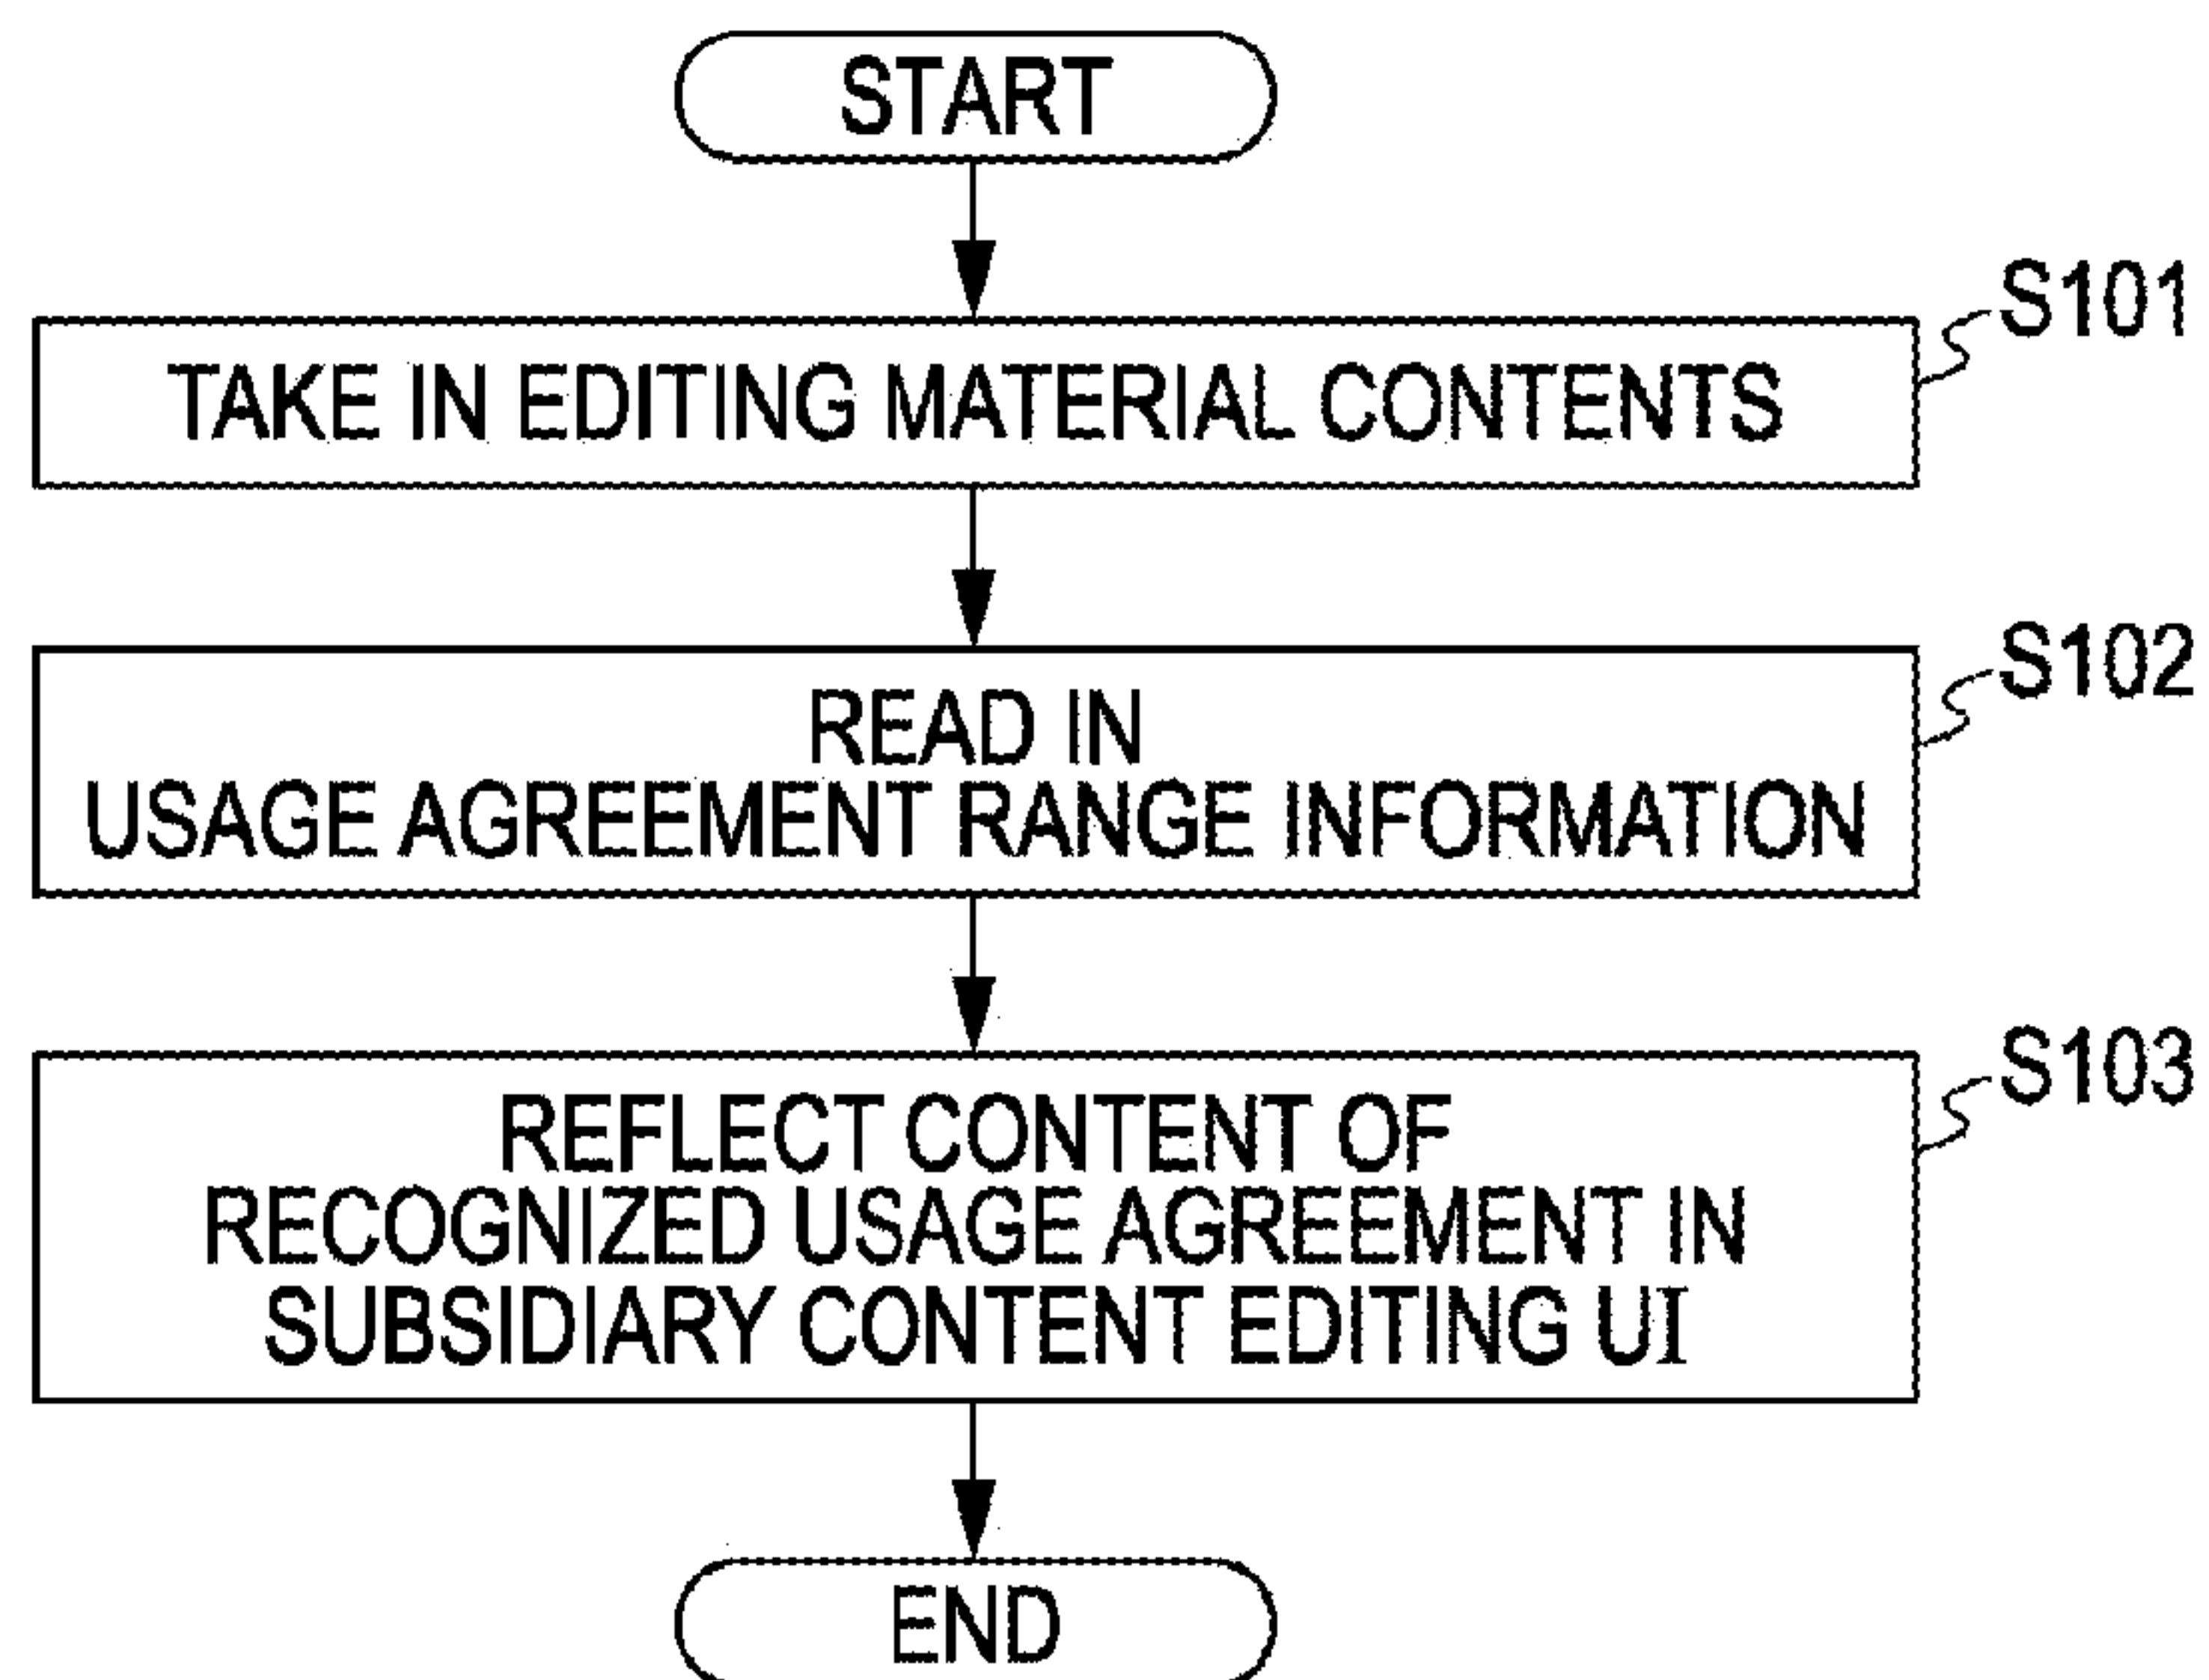 START
S101
TAKE IN EDITING MATERIAL CONTENTS
S102
READ IN
USAGE AGREEMENT RANGE INFORMATION
S103
REFLECT CONTENT OF
RECOGNIZED USAGE AGREEMENT IN
SUBSIDIARY CONTENT EDITING UI
END